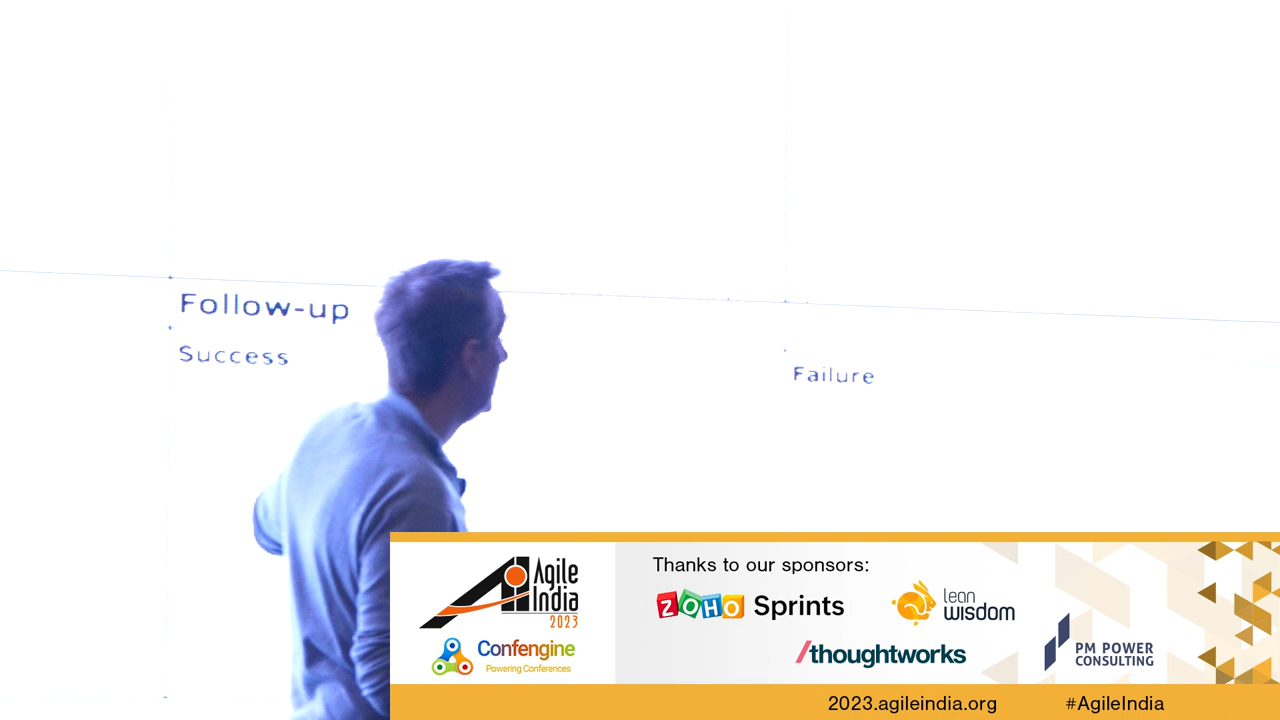 Follow-up
Success
Failure
Agile
India
2023
Confengine
Powering Conferences
Thanks to our sponsors:
ZOHO Sprints
lean
wisdom
/thoughtworks
PM POWER
CONSULTING
2023.agileindia.org
#AgileIndia